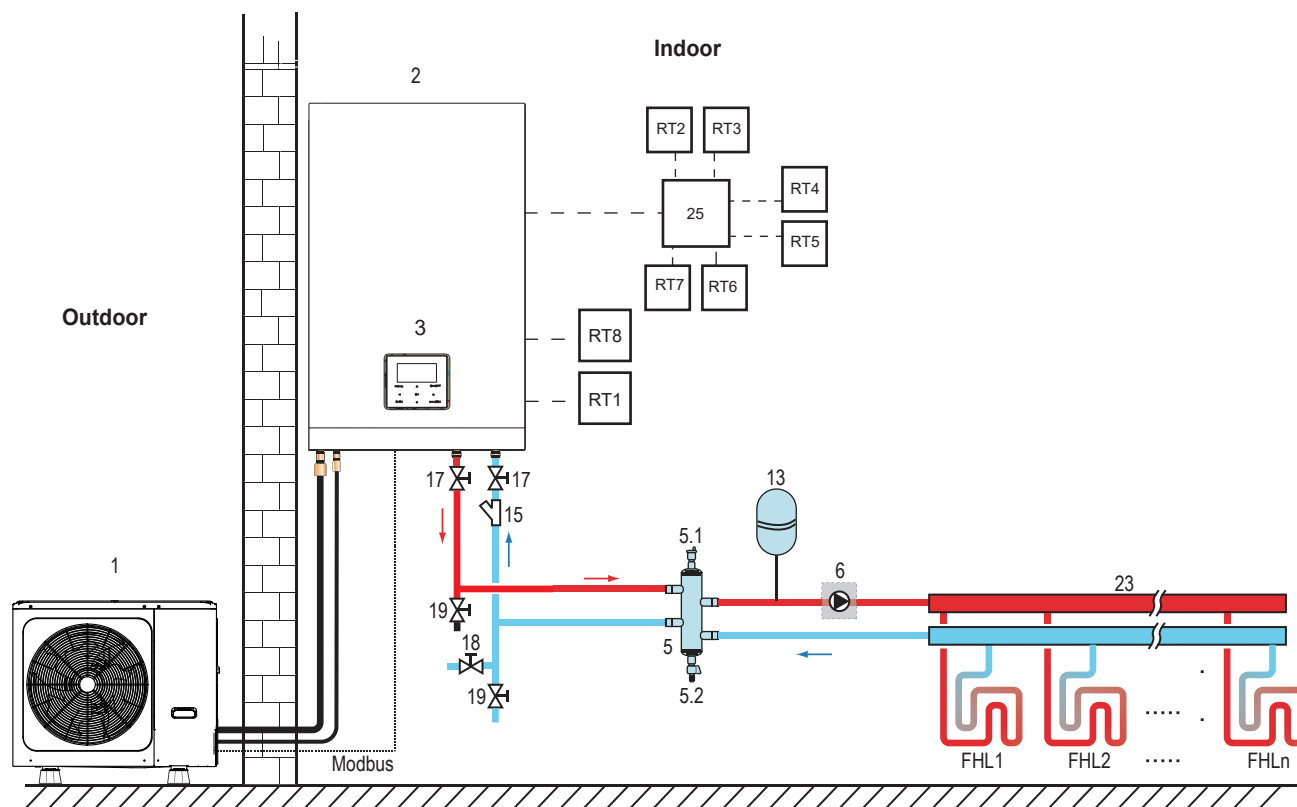 Indoor
2
RT2
RT3
RT4
25
RT5
RT7
RT6
Outdoor
3
RT8
RT1
17
17
15
13
5.1
1
6
23
19
18
5
19
5.2
Modbus
FHL1
FHL2
.....
.....
FHLn